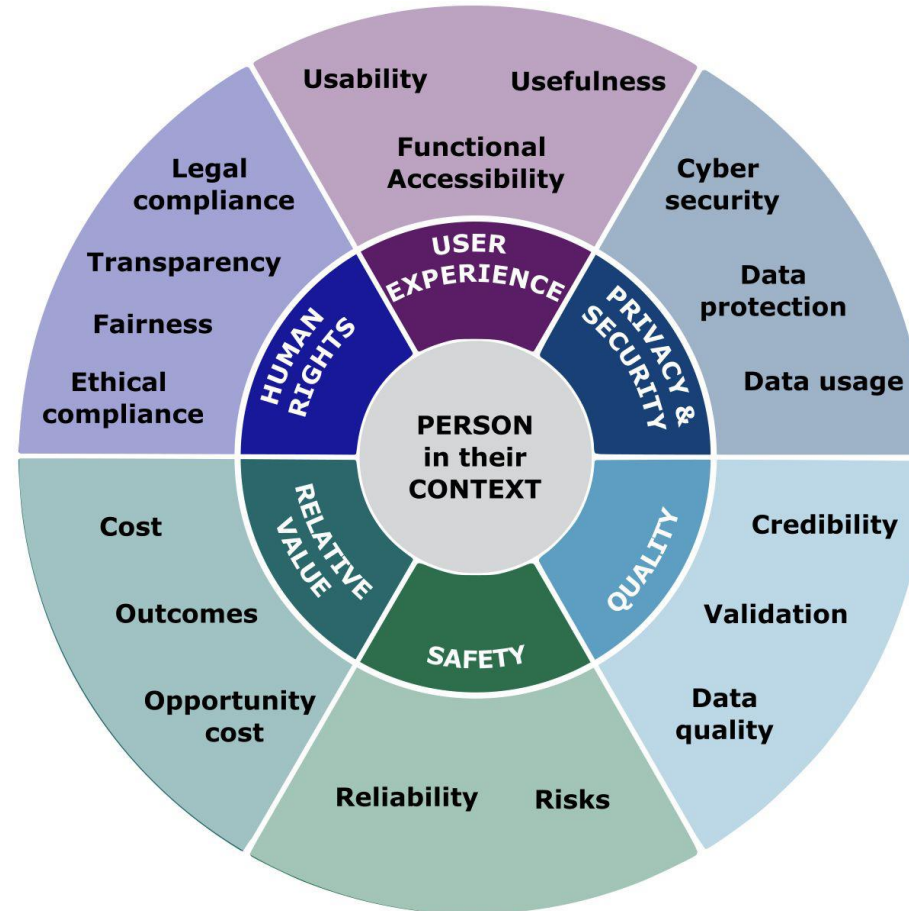 Usability
Usefulness
Functional
Accessibility
USER
EXPERIENCE
Cyber
security
Data
protection
Data usage
PRIVACY &
SECURITY
Credibility
Validation
Data
quality
QUALITY
Reliability
Risks
SAFETY
Cost
Outcomes
Opportunity
cost
RELATIVE
VALUE
Legal
compliance
Transparency
Fairness
Ethical
compliance
HUMAN
RIGHTS
PERSON
in their
CONTEXT